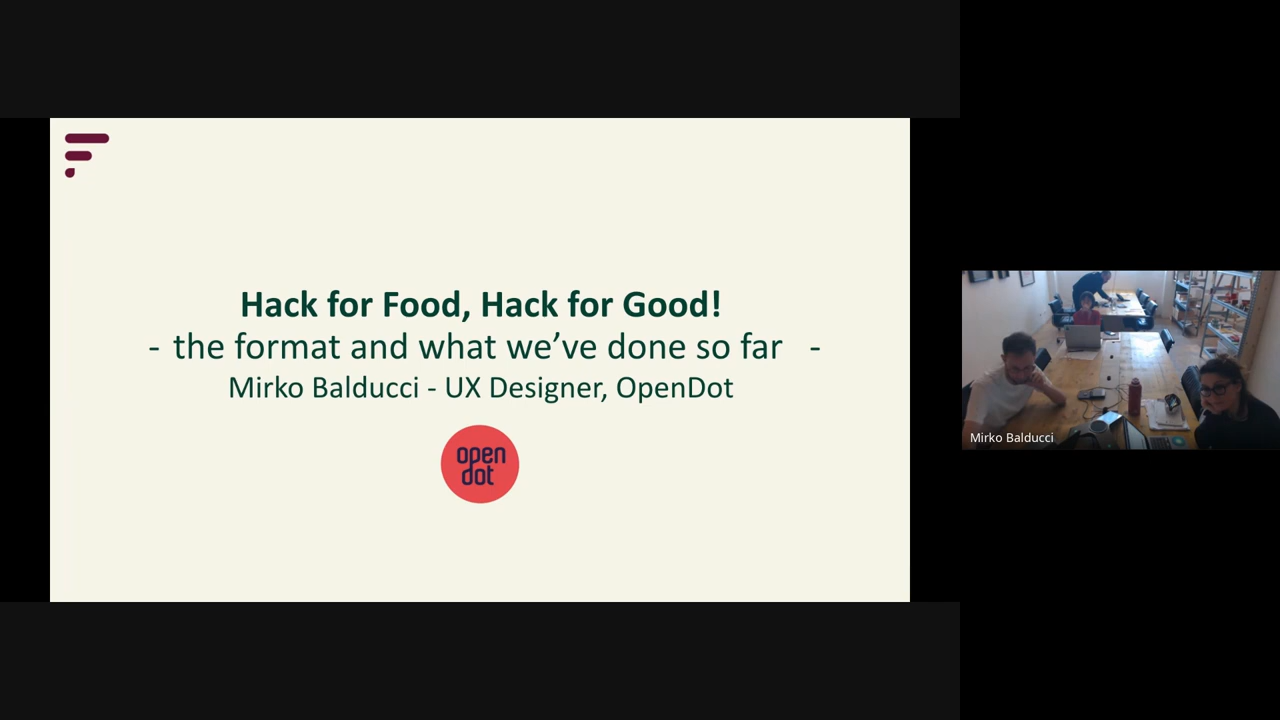 Hack for Food, Hack for Good!
- the format and what we’ve done so far -
Mirko Balducci - UX Designer, OpenDot
open
dot
Mirko Balducci